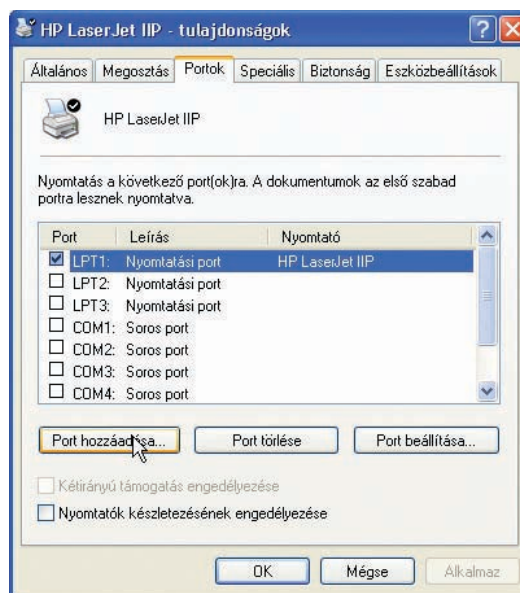 HP LaserJet IIP - tulajdonságok
Általános Megosztás Portok Speciális Biztonság Eszközbeállítások
HP LaserJet IIP
Nyomtatás a következő port(ok)ra. A dokumentumok az első szabad
portra lesznek nyomtatva.
Port Leírás Nyomtató
LPT1: Nyomtatási port HP LaserJet IIP
LPT2: Nyomtatási port
LPT3: Nyomtatási port
COM1: Soros port
COM2: Soros port
COM3: Soros port
COM4: Soros port
Port hozzáadása... Port törlése Port beállítása...
Kétirányú támogatás engedélyezése
Nyomtatók készletezésének engedélyezése
OK Mégse Alkalmaz